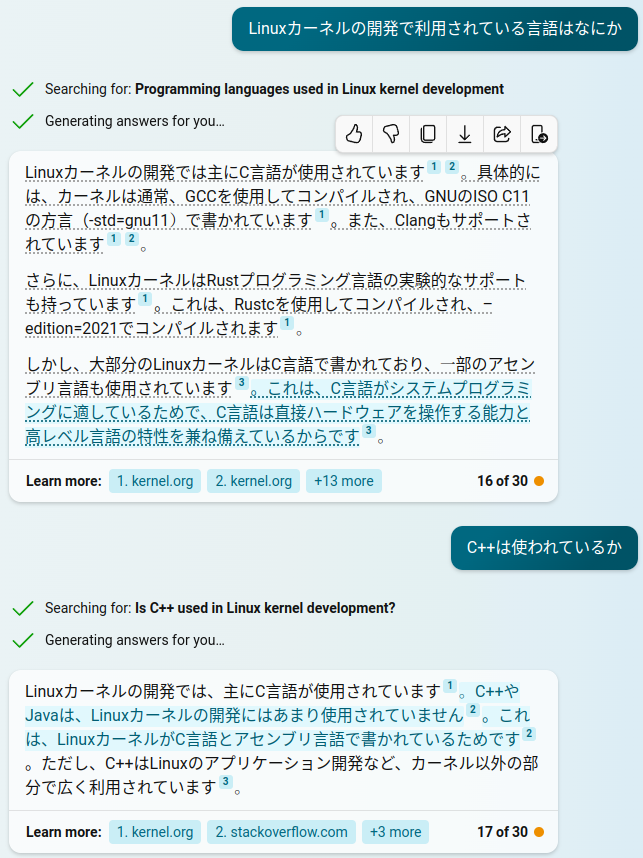 Linuxカーネルの開発で利用されている言語はなにか
Searching for: Programming languages used in Linux kernel development
Generating answers for you…
Linuxカーネルの開発では主にC言語が使用されています 1 2 。具体的に
は、カーネルは通常、GCCを使用してコンパイルされ、GNUのISO C11
の方言（-std=gnu11）で書かれています 1 。また、Clangもサポートさ
れています 1 2 。
さらに、LinuxカーネルはRustプログラミング言語の実験的なサポート
も持っています 1 。これは、Rustcを使用してコンパイルされ、–
edition=2021でコンパイルされます 1 。
しかし、大部分のLinuxカーネルはC言語で書かれており、一部のアセン
ブリ言語も使用されています 3 。これは、C言語がシステムプログラミ
ングに適しているためで、C言語は直接ハードウェアを操作する能力と
高レベル言語の特性を兼ね備えているからです 3 。
Learn more: 1. kernel.org 2. kernel.org +13 more 16 of 30
C++は使われているか
Searching for: Is C++ used in Linux kernel development?
Generating answers for you…
Linuxカーネルの開発では、主にC言語が使用されています 1 。C++や
Javaは、Linuxカーネルの開発にはあまり使用されていません 2 。これ
は、LinuxカーネルがC言語とアセンブリ言語で書かれているためです 2
。ただし、C++はLinuxのアプリケーション開発など、カーネル以外の部
分で広く利用されています 3 。
Learn more: 1. kernel.org 2. stackoverflow.com +3 more 17 of 30